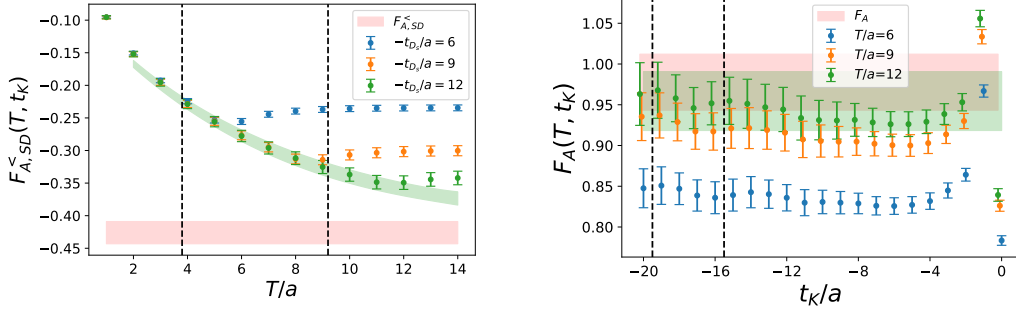 −0.10
−0.15
−0.20
−0.25
−0.30
−0.35
−0.40
−0.45
2
4
6
8
10
12
14
T/a
F^<_{A,SD}(T, t_K)
F^<_{A,SD}
−t_{D_s}/a = 6
−t_{D_s}/a = 9
−t_{D_s}/a = 12
1.05
1.00
0.95
0.90
0.85
0.80
−20
−16
−12
−8
−4
0
t_K/a
F_A(T, t_K)
F_A
T/a=6
T/a=9
T/a=12